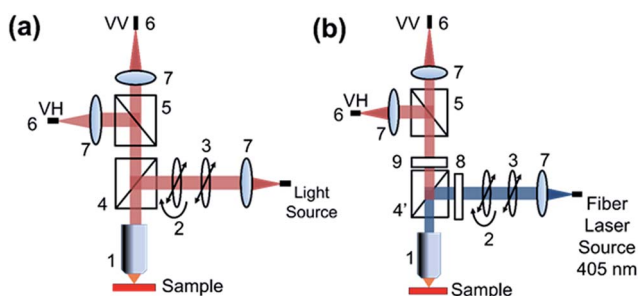 (a)
VV 6
7
VH
5
6
7
3
7
4
2
Light
Source
1
Sample
(b)
VV 6
7
VH
5
6
7
9
8
3
7
4'
2
Fiber
Laser
Source
405 nm
1
Sample